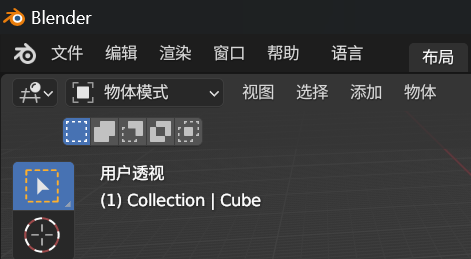 Blender
文件 编辑 渲染 窗口 帮助 语言 布局
物体模式 视图 选择 添加 物体
用户透视
(1) Collection | Cube